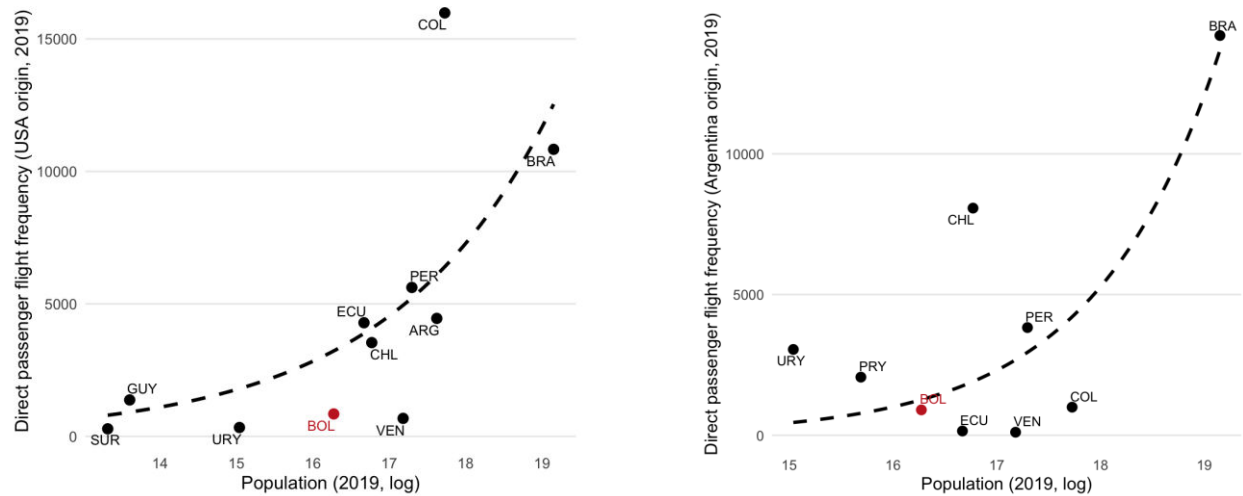 Direct passenger flight frequency (USA origin, 2019)
15000
10000
5000
0
COL
BRA
PER
ECU
ARG
CHL
GUY
BOL
VEN
SUR
URY
14
15
16
17
18
19
Population (2019, log)
Direct passenger flight frequency (Argentina origin, 2019)
10000
5000
0
BRA
CHL
PER
URY
PRY
BOL
COL
ECU
VEN
15
16
17
18
19
Population (2019, log)